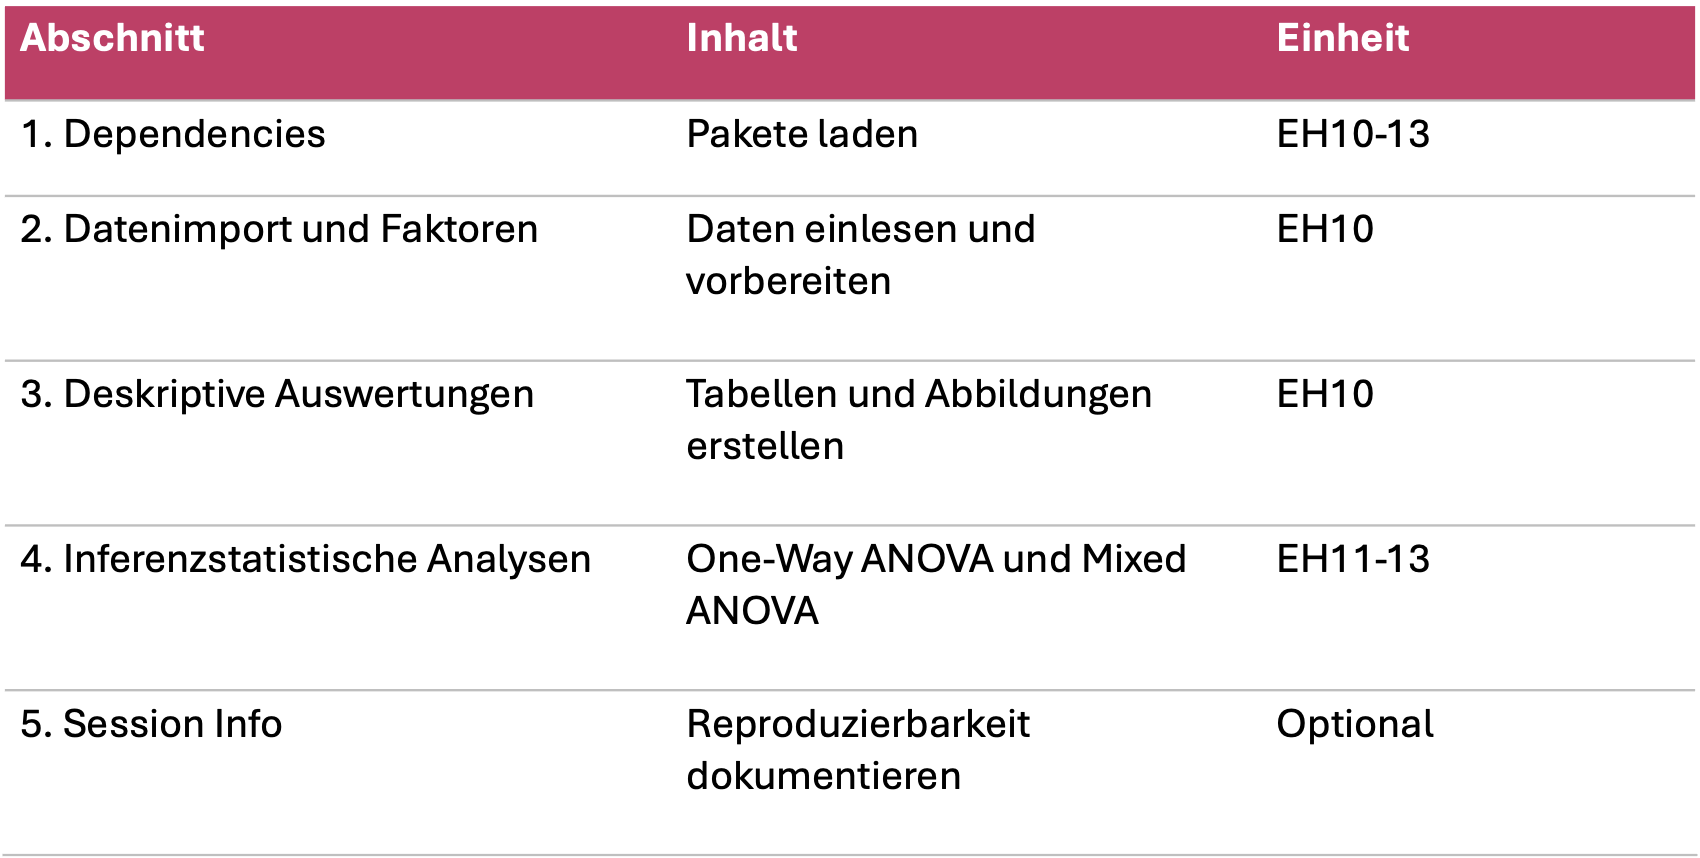 Abschnitt Inhalt Einheit
1. Dependencies Pakete laden EH10-13
2. Datenimport und Faktoren Daten einlesen und EH10
vorbereiten
3. Deskriptive Auswertungen Tabellen und Abbildungen EH10
erstellen
4. Inferenzstatistische Analysen One-Way ANOVA und Mixed EH11-13
ANOVA
5. Session Info Reproduzierbarkeit Optional
dokumentieren